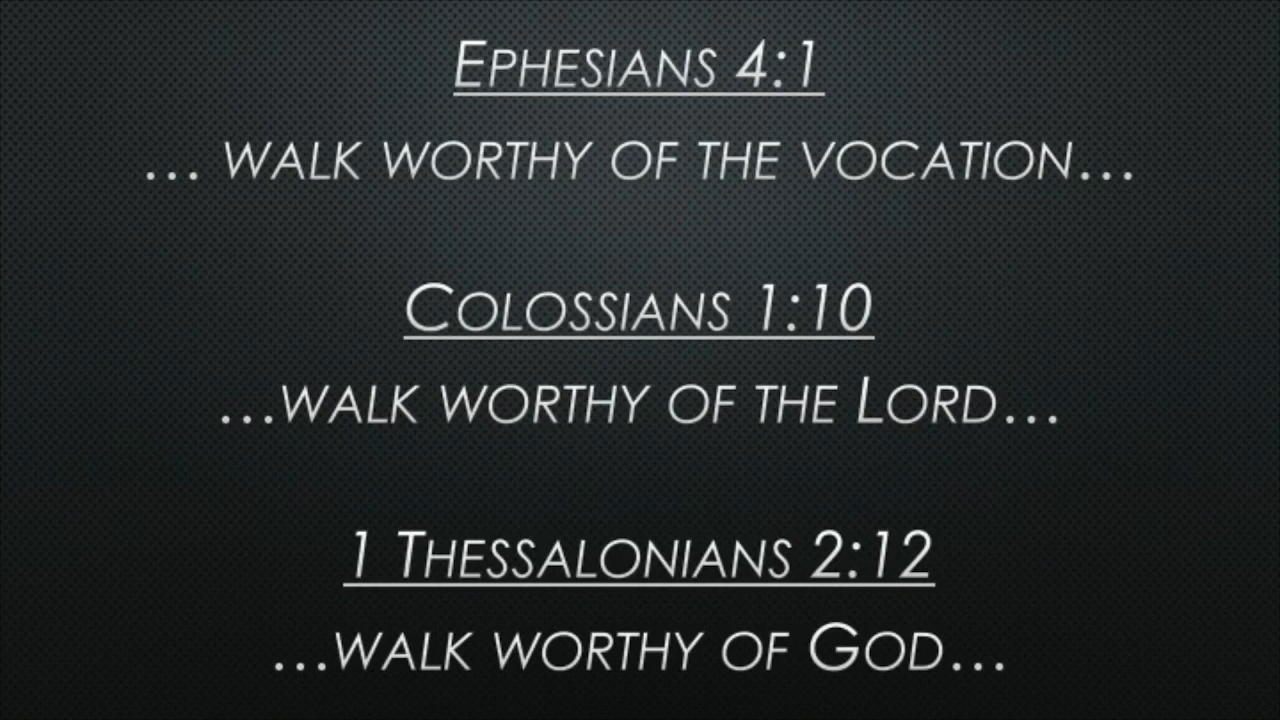 Ephesians 4:1
... walk worthy of the vocation...
Colossians 1:10
...walk worthy of the Lord...
1 Thessalonians 2:12
...walk worthy of God...